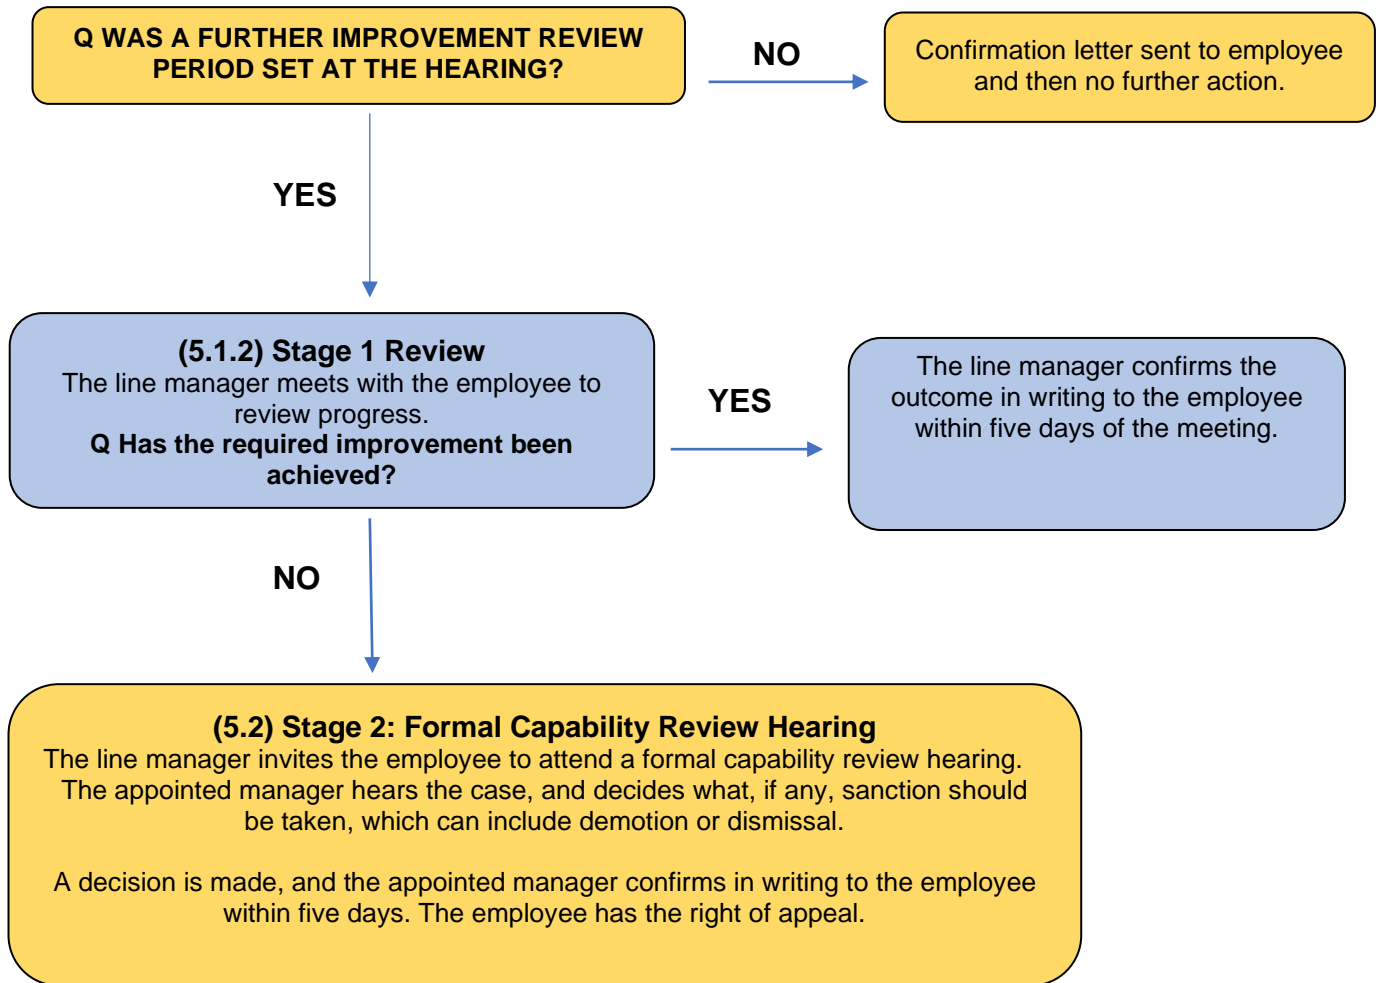 Q WAS A FURTHER IMPROVEMENT REVIEW
PERIOD SET AT THE HEARING?
NO
Confirmation letter sent to employee
and then no further action.
YES
(5.1.2) Stage 1 Review
The line manager meets with the employee to
review progress.
Q Has the required improvement been
achieved?
YES
The line manager confirms the
outcome in writing to the employee
within five days of the meeting.
NO
(5.2) Stage 2: Formal Capability Review Hearing
The line manager invites the employee to attend a formal capability review hearing.
The appointed manager hears the case, and decides what, if any, sanction should
be taken, which can include demotion or dismissal.
A decision is made, and the appointed manager confirms in writing to the employee
within five days. The employee has the right of appeal.